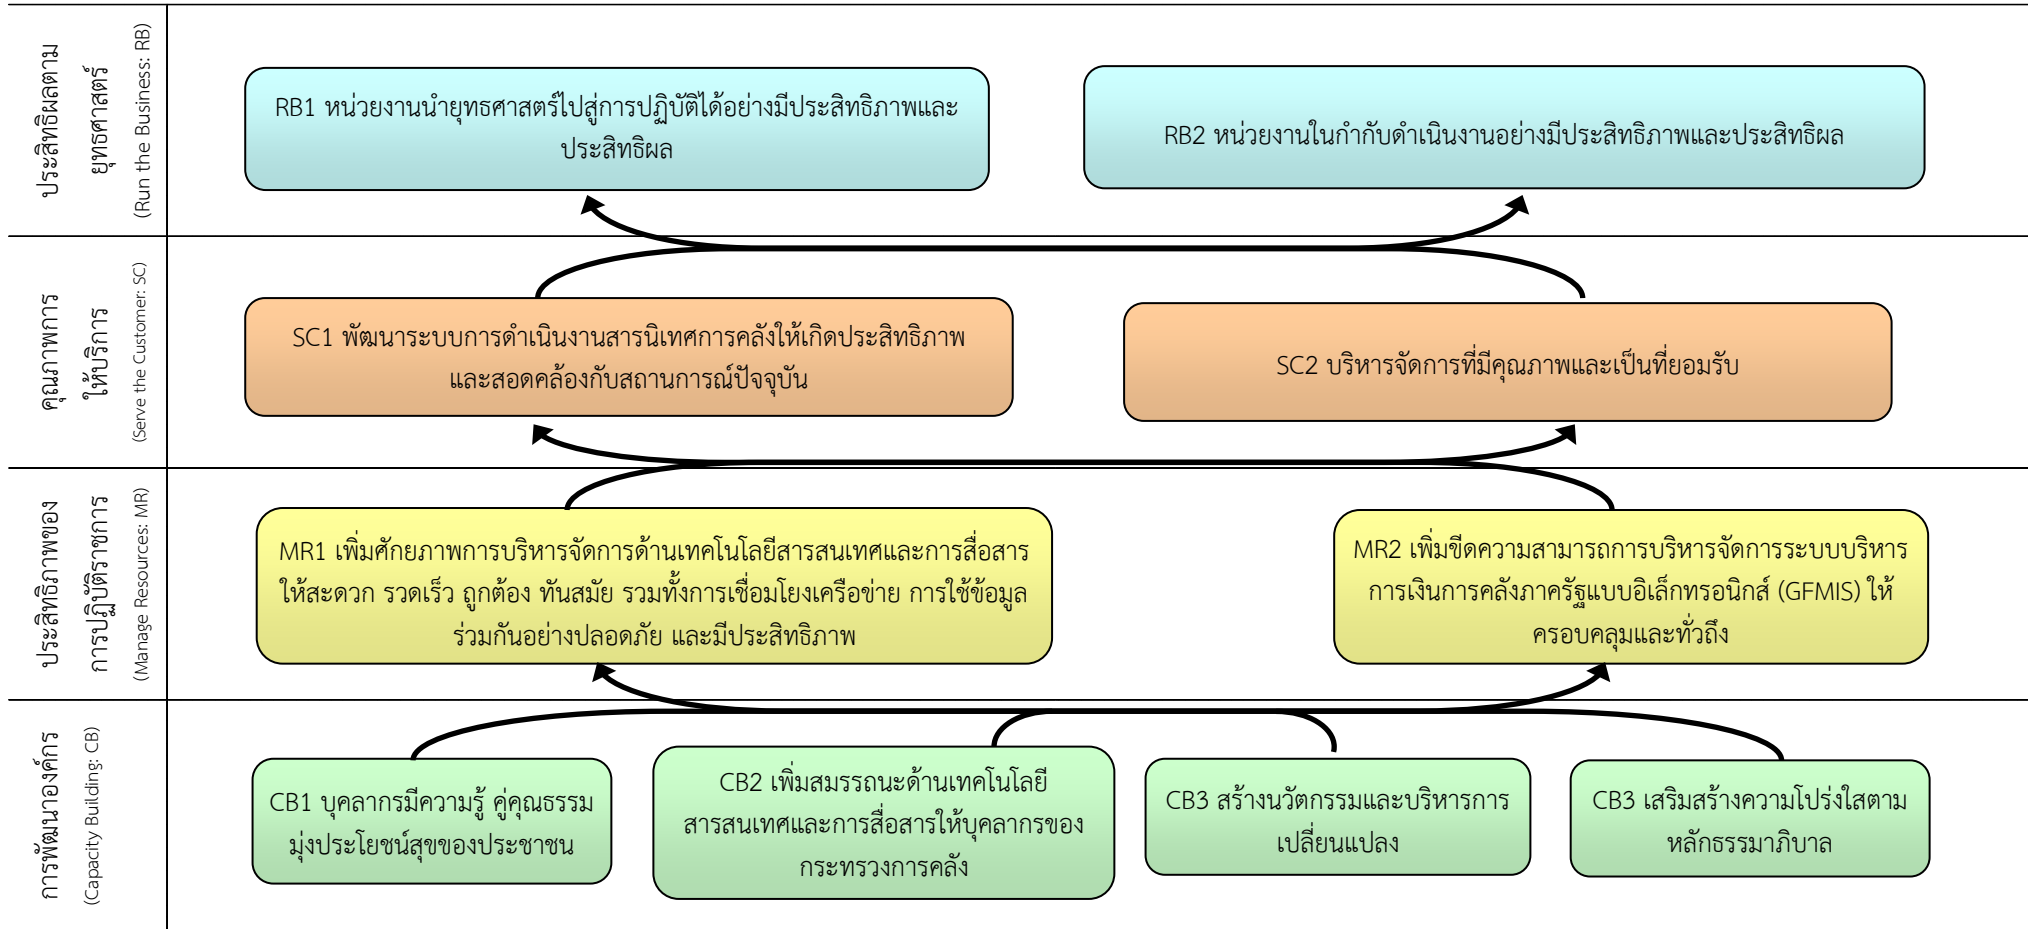 ประสิทธิผลตาม
ยุทธศาสตร์
(Run the Business: RB)
RB1 หน่วยงานนำยุทธศาสตร์ไปสู่การปฏิบัติได้อย่างมีประสิทธิภาพและ
ประสิทธิผล
RB2 หน่วยงานในกำกับดำเนินงานอย่างมีประสิทธิภาพและประสิทธิผล
คุณภาพการ
ให้บริการ
(Serve the Customer: SC)
SC1 พัฒนาระบบการดำเนินงานสารนิเทศการคลังให้เกิดประสิทธิภาพ
และสอดคล้องกับสถานการณ์ปัจจุบัน
SC2 บริหารจัดการที่มีคุณภาพและเป็นที่ยอมรับ
ประสิทธิภาพของ
การปฏิบัติราชการ
(Manage Resources: MR)
MR1 เพิ่มศักยภาพการบริหารจัดการด้านเทคโนโลยีสารสนเทศและการสื่อสาร
ให้สะดวก รวดเร็ว ถูกต้อง ทันสมัย รวมทั้งการเชื่อมโยงเครือข่าย การใช้ข้อมูล
ร่วมกันอย่างปลอดภัย และมีประสิทธิภาพ
MR2 เพิ่มขีดความสามารถการบริหารจัดการระบบบริหาร
การเงินการคลังภาครัฐแบบอิเล็กทรอนิกส์ (GFMIS) ให้
ครอบคลุมและทั่วถึง
การพัฒนาองค์กร
(Capacity Building: CB)
CB1 บุคลากรมีความรู้ คู่คุณธรรม
มุ่งประโยชน์สุขของประชาชน
CB2 เพิ่มสมรรถนะด้านเทคโนโลยี
สารสนเทศและการสื่อสารให้บุคลากรของ
กระทรวงการคลัง
CB3 สร้างนวัตกรรมและบริหารการ
เปลี่ยนแปลง
CB3 เสริมสร้างความโปร่งใสตาม
หลักธรรมาภิบาล